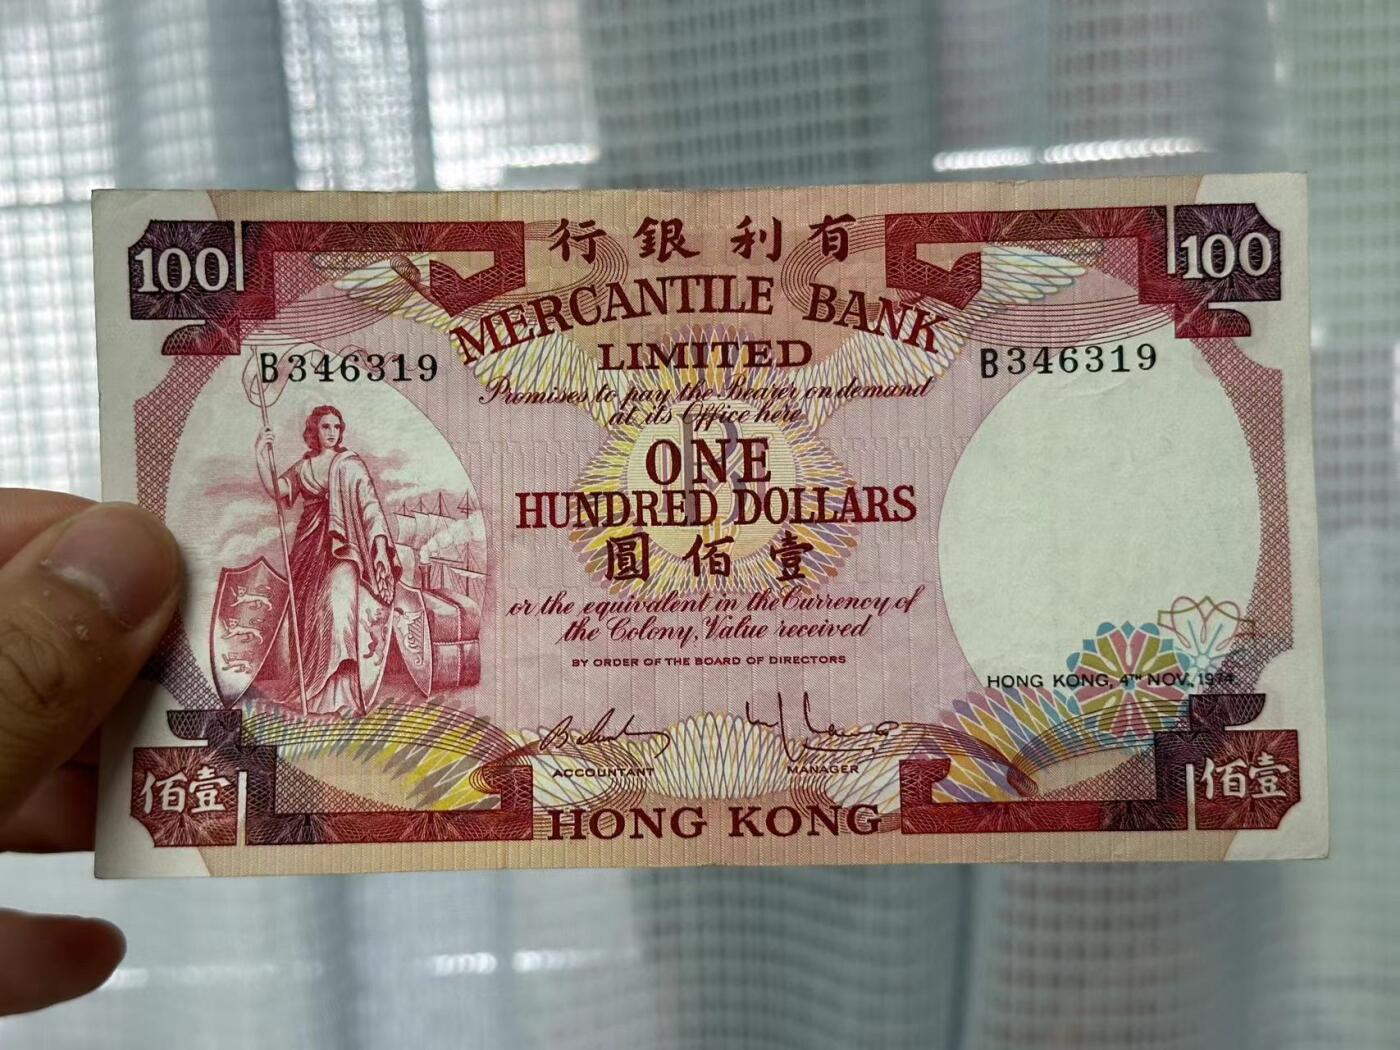 100
行銀利有
100
MERCANTILE BANK
LIMITED
B346319
B346319
Promises to pay the Bearer on demand
at its Office here
ONE
HUNDRED DOLLARS
圓佰壹
or the equivalent in the Currency of
the Colony, Value received
BY ORDER OF THE BOARD OF DIRECTORS
HONG KONG, 4TH NOV. 1974.
ACCOUNTANT
MANAGER
佰壹
HONG KONG
佰壹